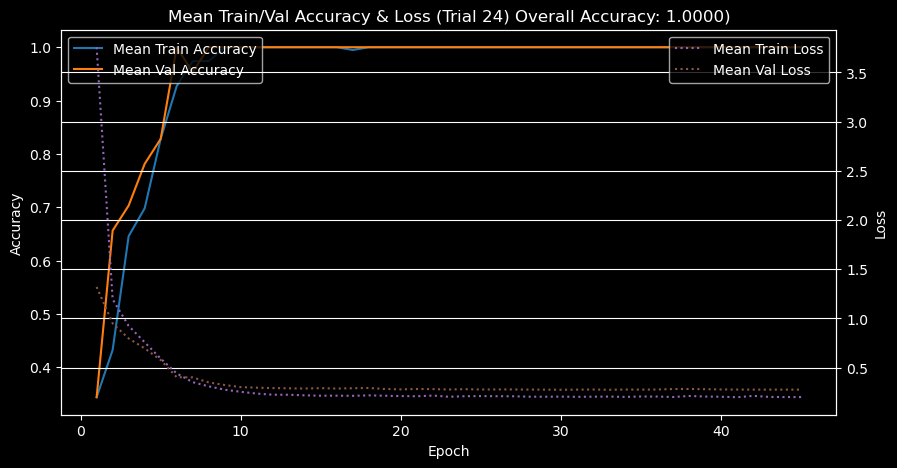 Mean Train/Val Accuracy & Loss (Trial 24) Overall Accuracy: 1.0000)
Mean Train Accuracy
Mean Val Accuracy
Mean Train Loss
Mean Val Loss
1.0
0.9
0.8
0.7
0.6
0.5
0.4
Accuracy
3.5
3.0
2.5
2.0
1.5
1.0
0.5
Loss
0
10
20
30
40
Epoch